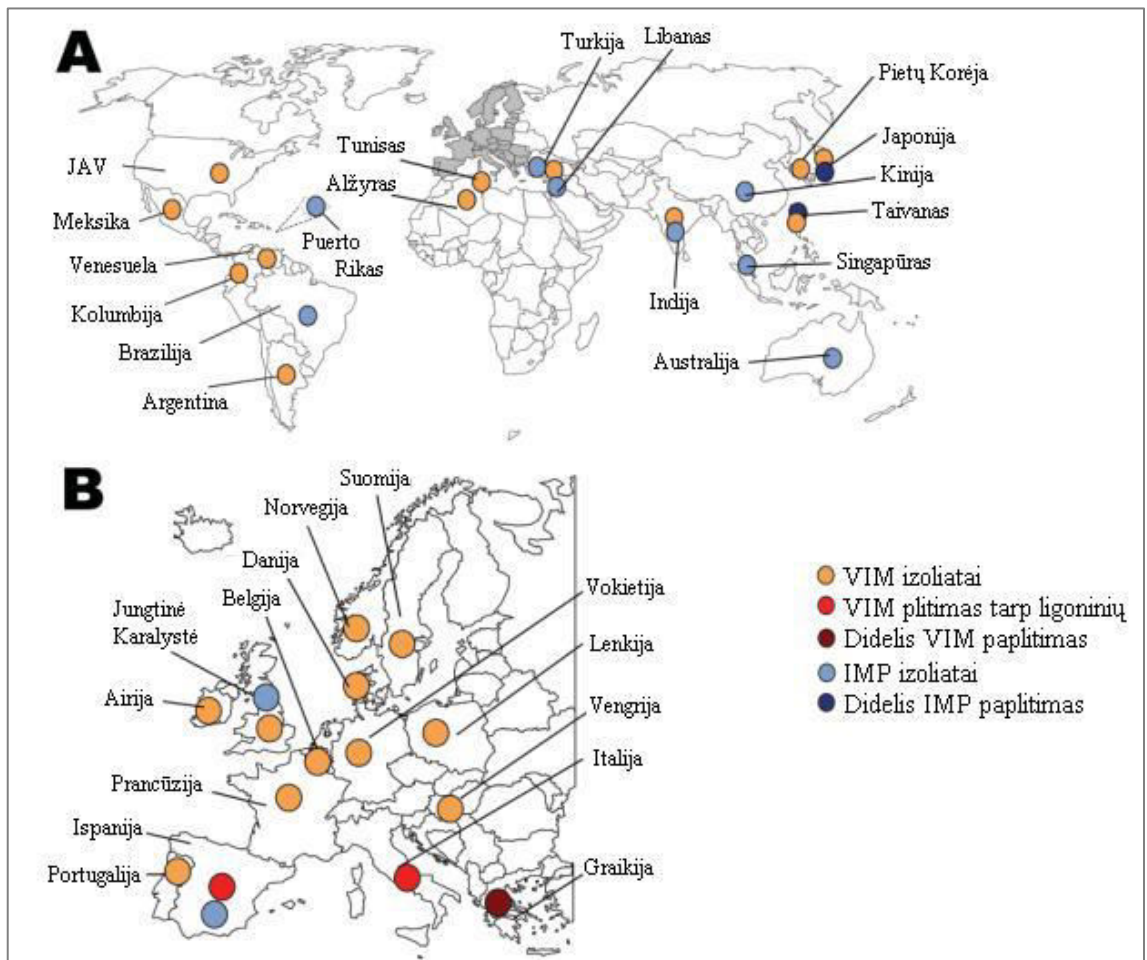 A
Turkija
Libanas
Pietų Korėja
Tunisas
Japonija
JAV
Alžyras
Kinija
Meksika
Taivanas
Puerto
Rikas
Venesuela
Singapūras
Kolumbija
Indija
Brazilija
Australija
Argentina
B
Suomija
Norvegija
Danija
Belgija
Vokietija
Jungtinė
Karalystė
Lenkija
Airija
Vengrija
Italija
Prancūzija
Ispanija
Portugalija
Graikija
VIM izoliatai
VIM plitimas tarp ligoninių
Didelis VIM paplitimas
IMP izoliatai
Didelis IMP paplitimas